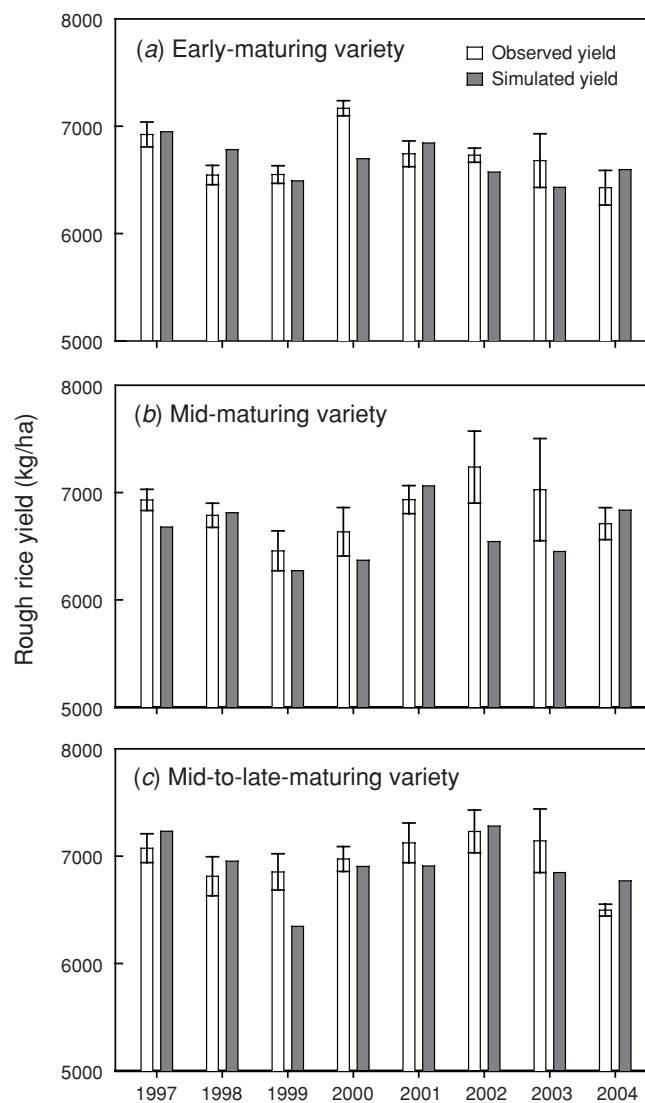 8000
(a) Early-maturing variety
Observed yield
Simulated yield
7000
6000
5000
8000
(b) Mid-maturing variety
7000
6000
5000
Rough rice yield (kg/ha)
8000
(c) Mid-to-late-maturing variety
7000
6000
5000
1997 1998 1999 2000 2001 2002 2003 2004